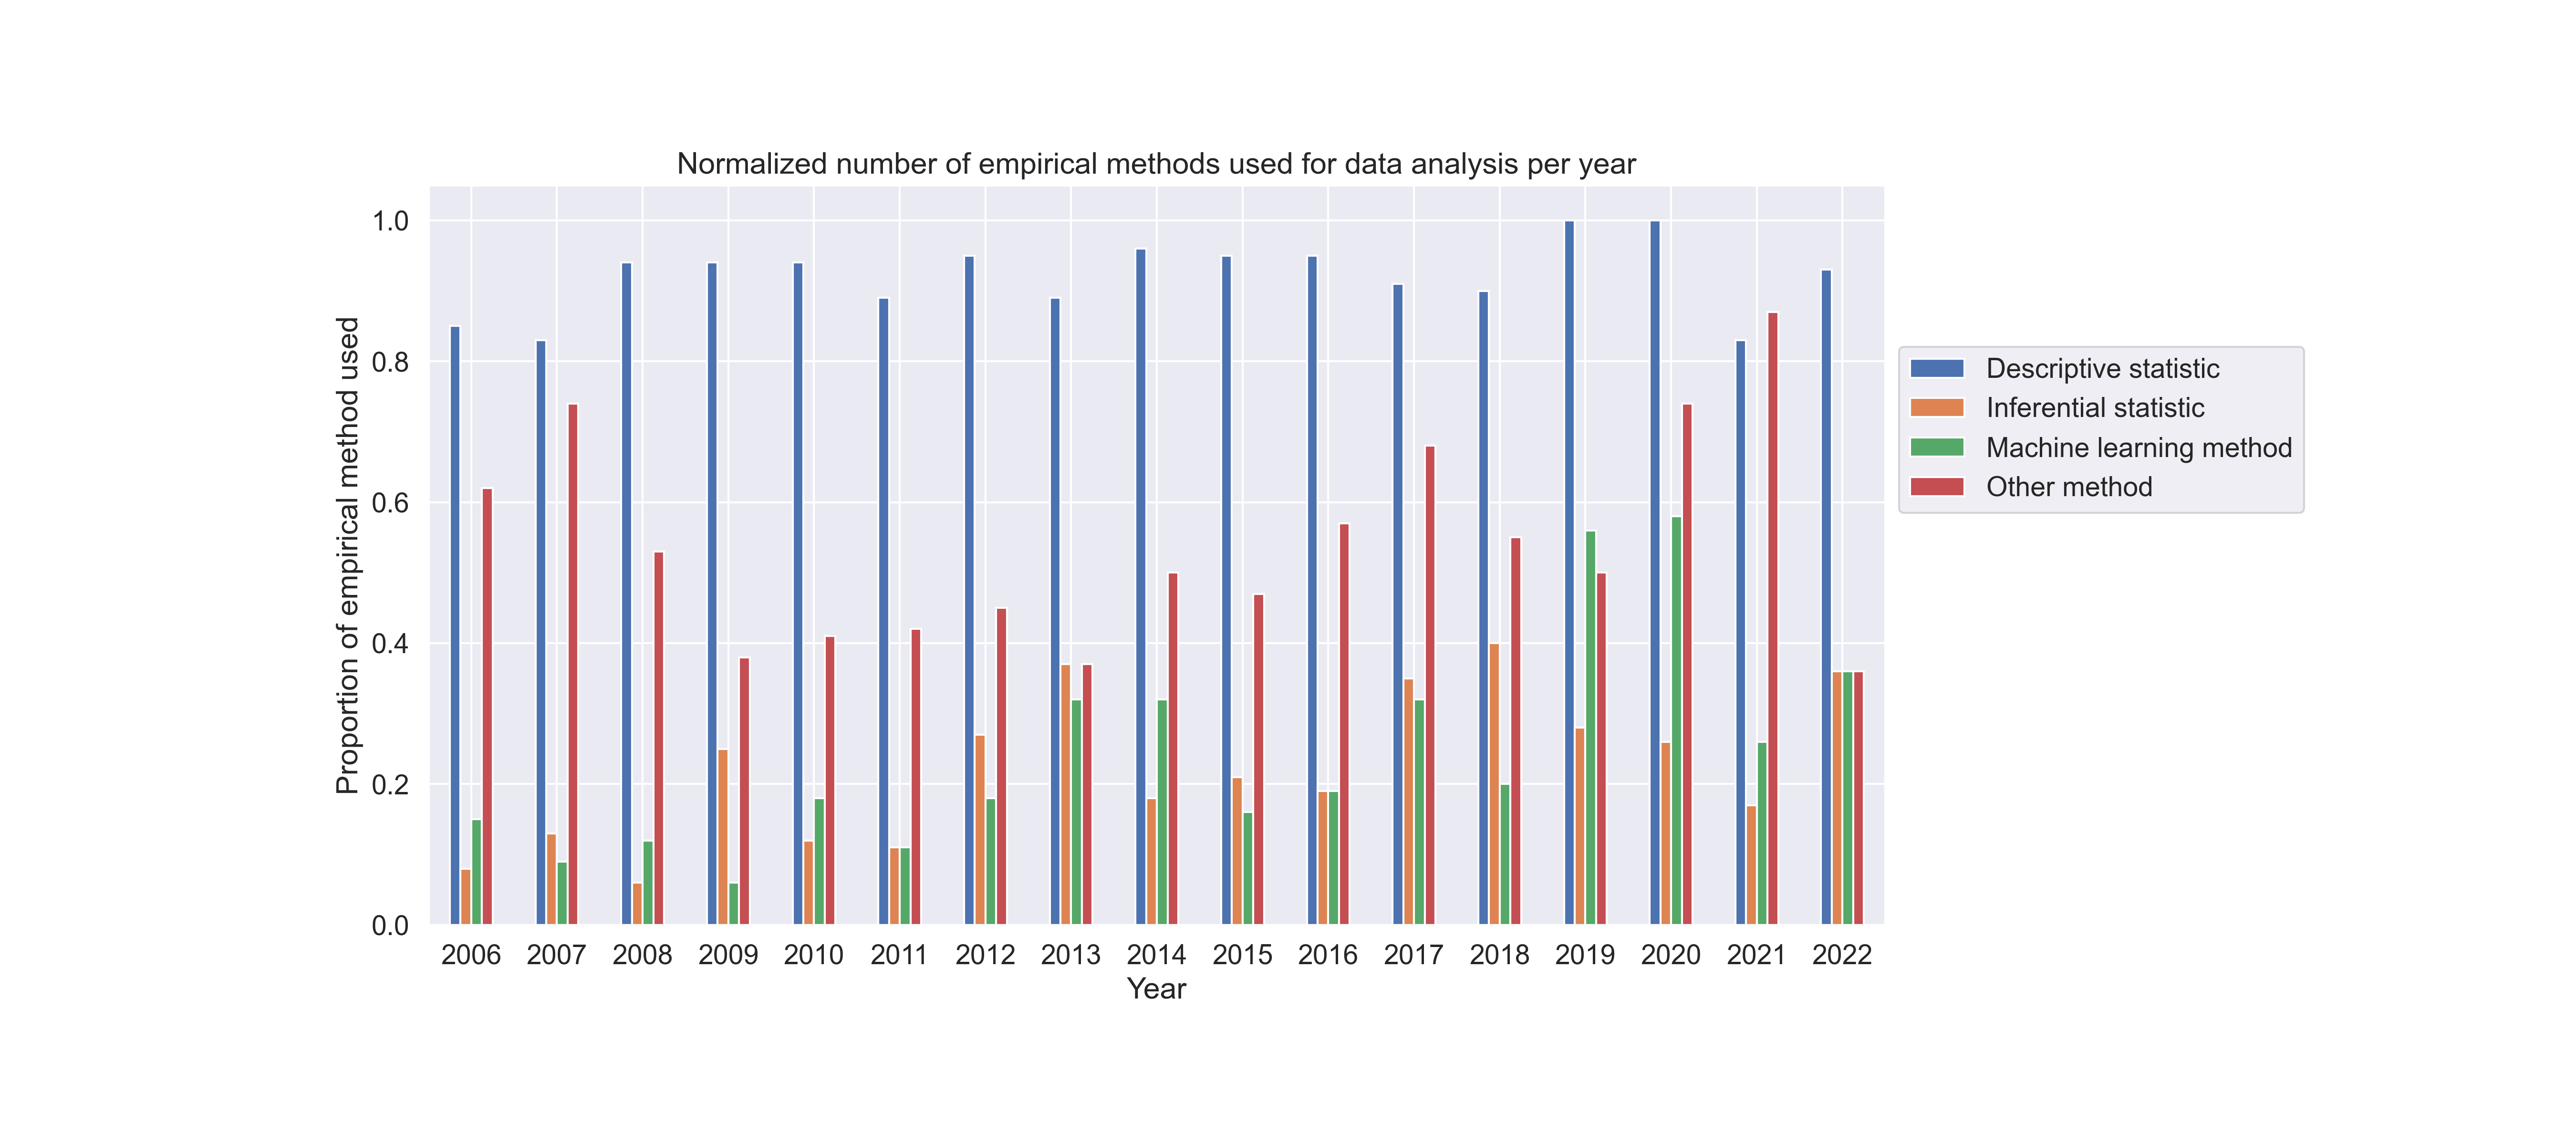 Normalized number of empirical methods used for data analysis per year
Proportion of empirical method used
1.0
0.8
0.6
0.4
0.2
0.0
2006 2007 2008 2009 2010 2011 2012 2013 2014 2015 2016 2017 2018 2019 2020 2021 2022
Year
Descriptive statistic
Inferential statistic
Machine learning method
Other method